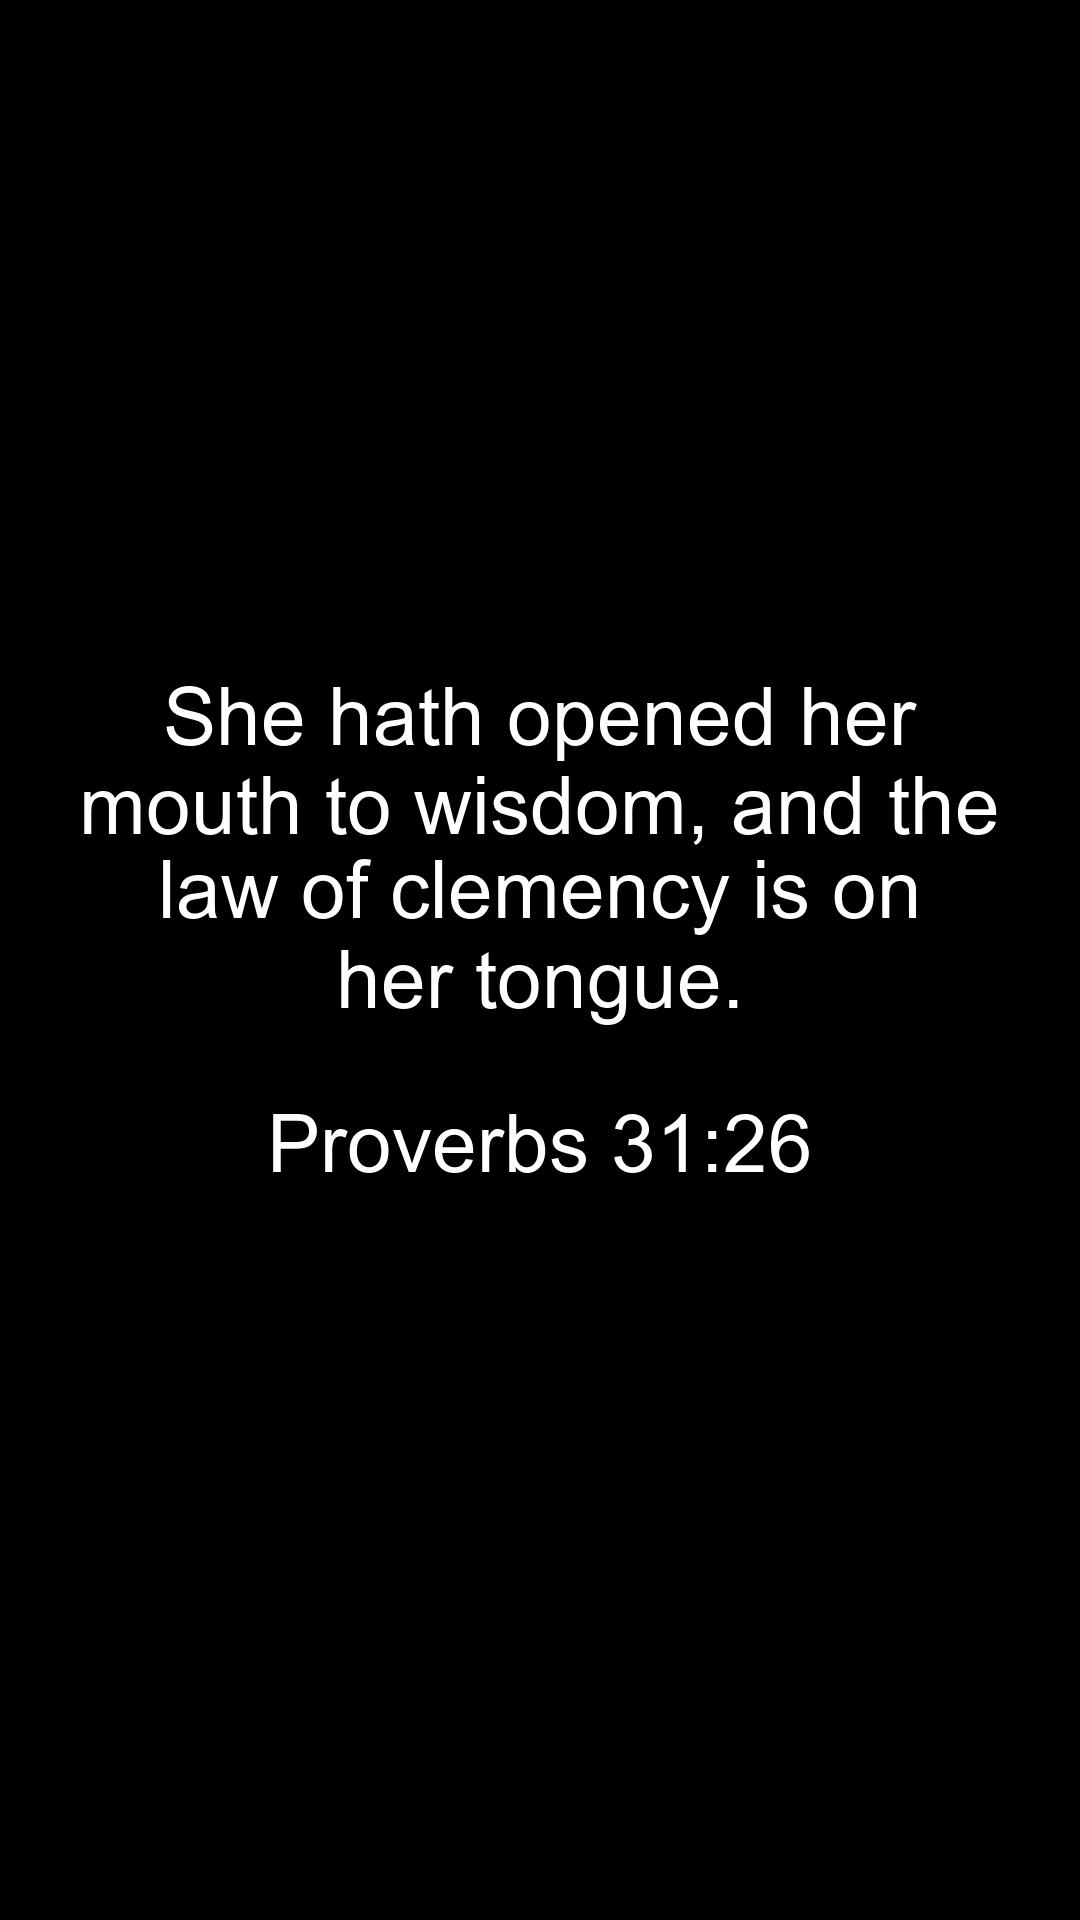 She hath opened her
mouth to wisdom, and the
law of clemency is on
her tongue.
Proverbs 31:26